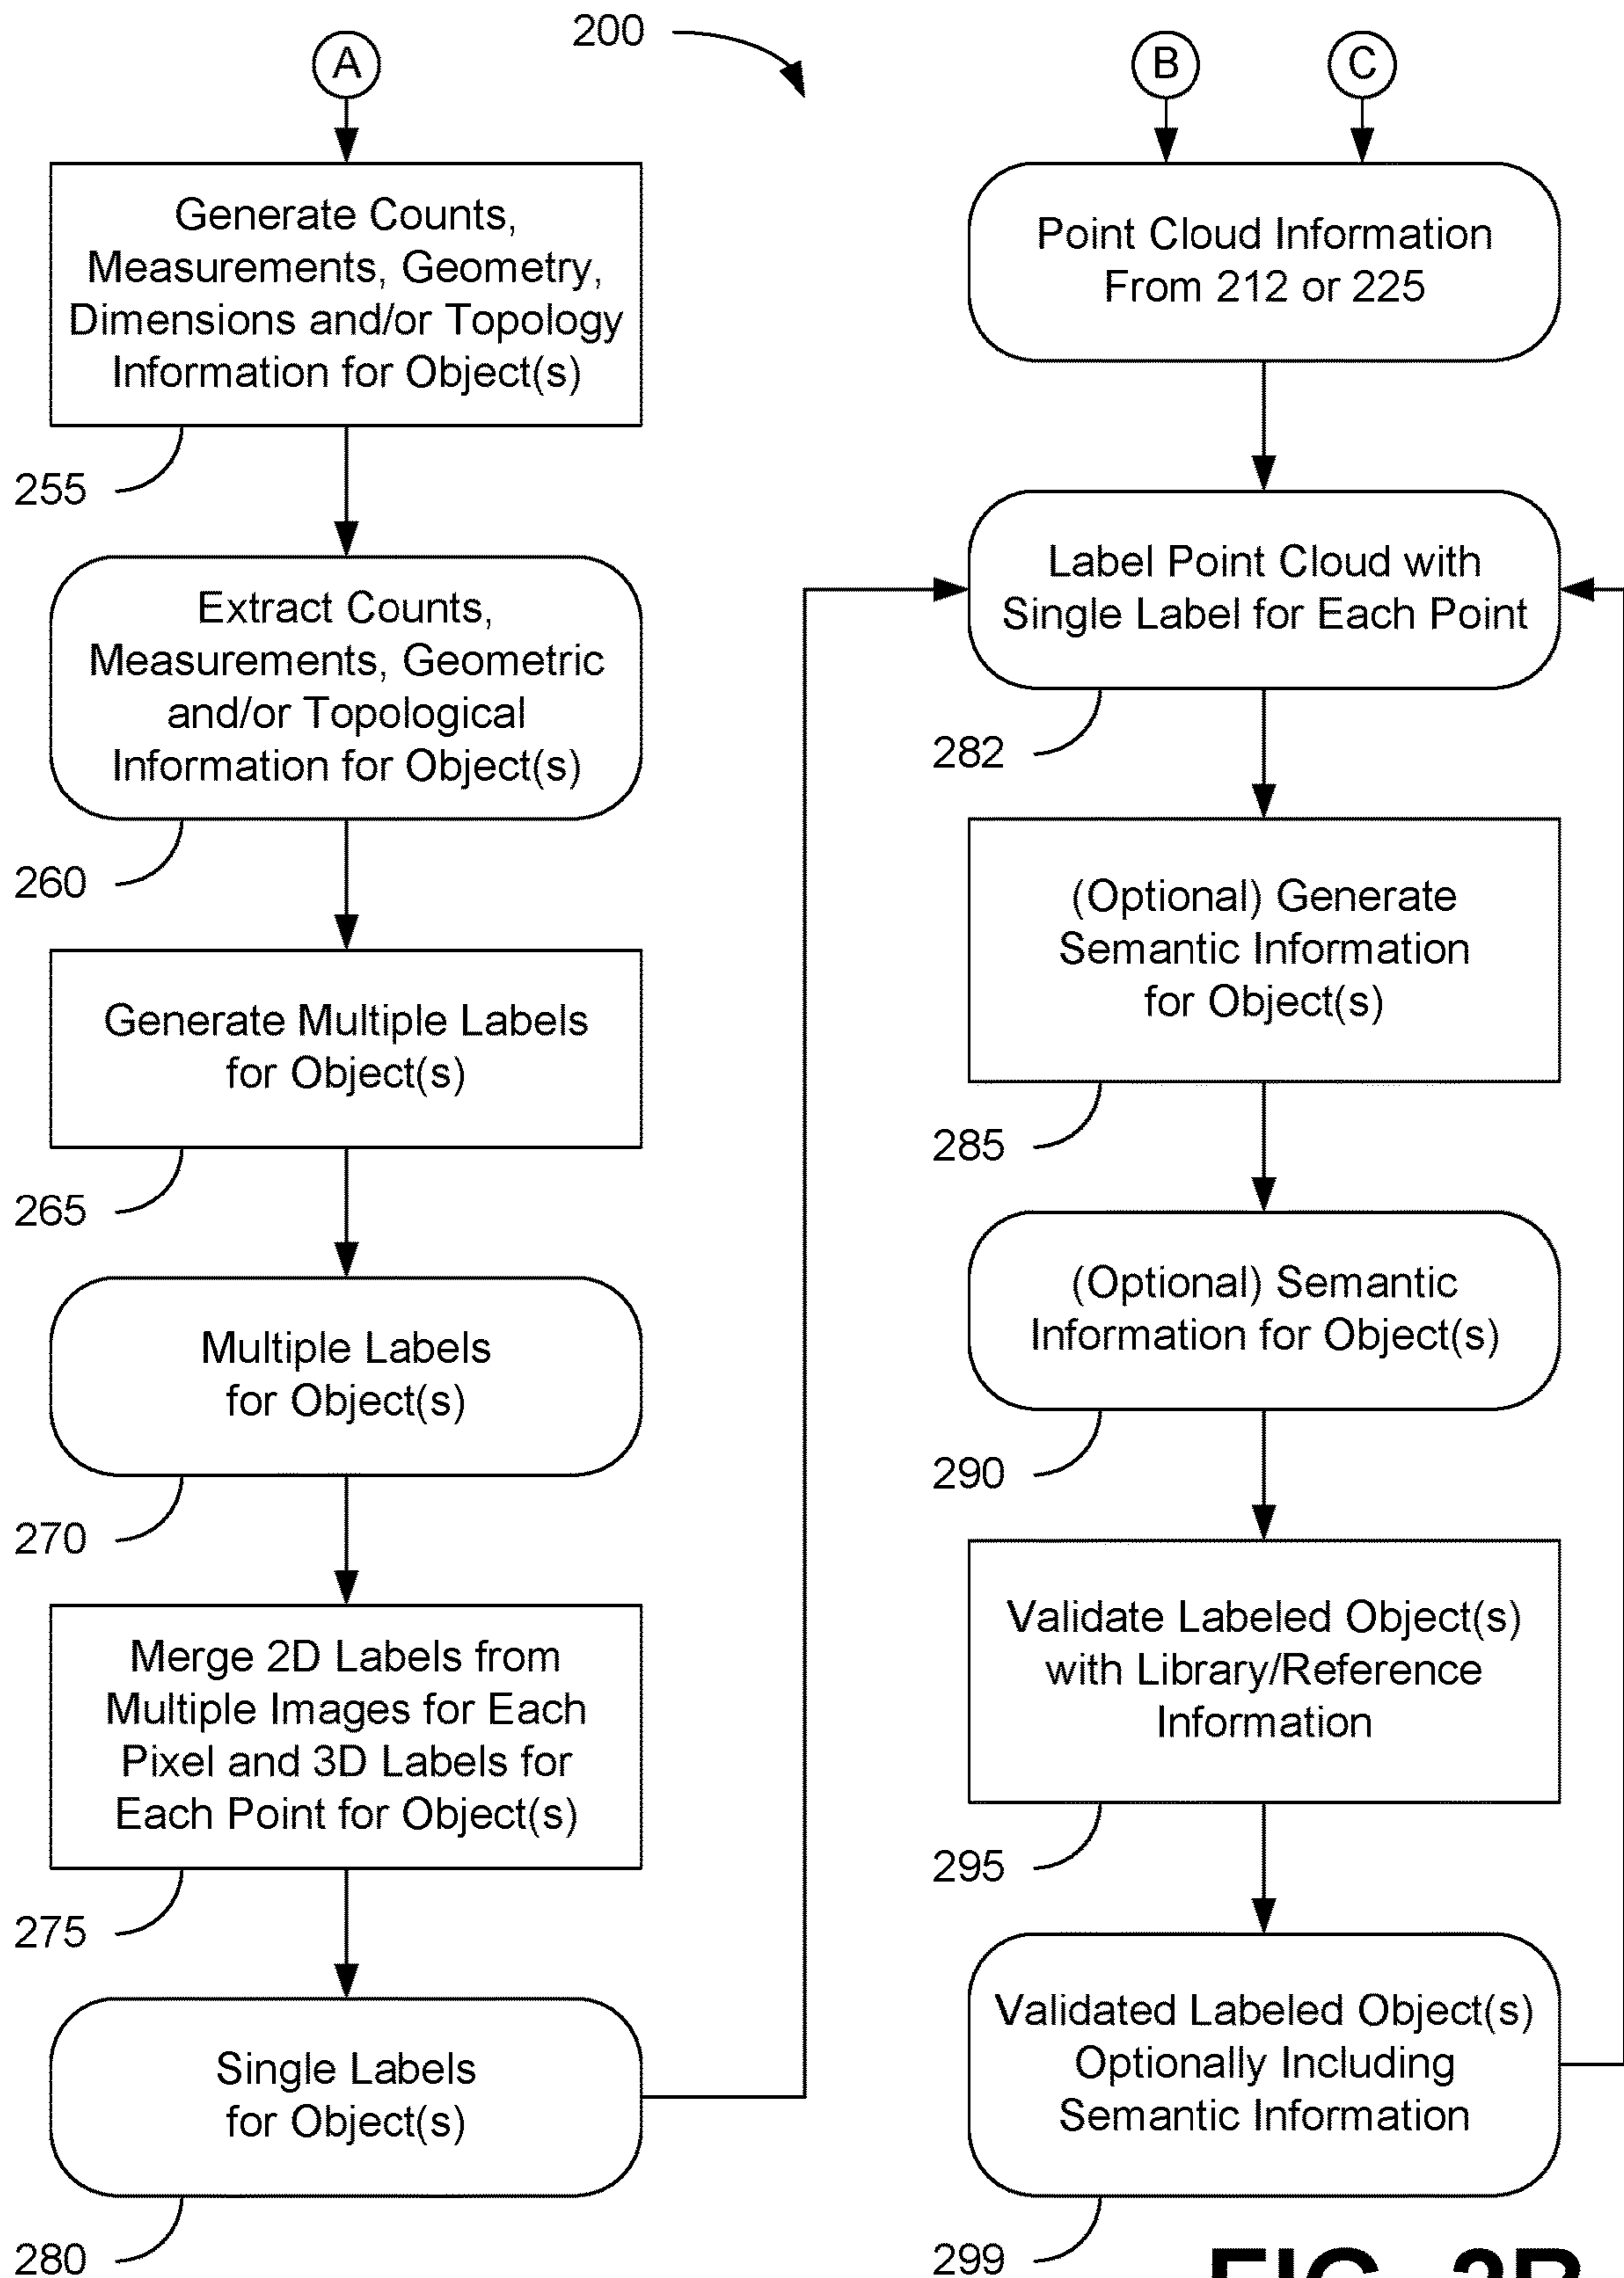 200
A
Generate Counts,
Measurements, Geometry,
Dimensions and/or Topology
Information for Object(s)
255
Extract Counts,
Measurements, Geometric
and/or Topological
Information for Object(s)
260
Generate Multiple Labels
for Object(s)
265
Multiple Labels
for Object(s)
270
Merge 2D Labels from
Multiple Images for Each
Pixel and 3D Labels for
Each Point for Object(s)
275
Single Labels
for Object(s)
280
B
C
Point Cloud Information
From 212 or 225
Label Point Cloud with
Single Label for Each Point
282
(Optional) Generate
Semantic Information
for Object(s)
285
(Optional) Semantic
Information for Object(s)
290
Validate Labeled Object(s)
with Library/Reference
Information
295
Validated Labeled Object(s)
Optionally Including
Semantic Information
299